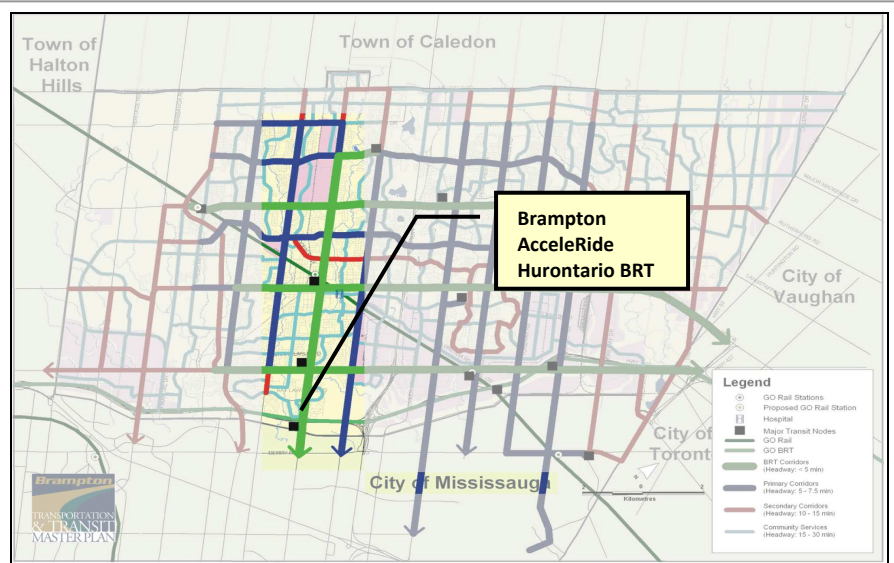 Town of
Halton
Hills
Town of Caledon
Brampton
AcceleRide
Hurontario BRT
City of
Vaughan
City of
Toront
City of Mississaugh
Legend
GO Rail Stations
Proposed GO Rail Station
Hospital
Major Transit Nodes
GO Rail
GO BRT
BRT Corridors
(Headway: < 5 min)
Primary Corridors
(Headway: 5 - 7.5 min)
Secondary Corridors
(Headway: 10 - 15 min)
Community Services
(Headway: 15 - 30 min)
Kilometres
Brampton
TRANSPORTATION
& TRANSIT
MASTER PLAN